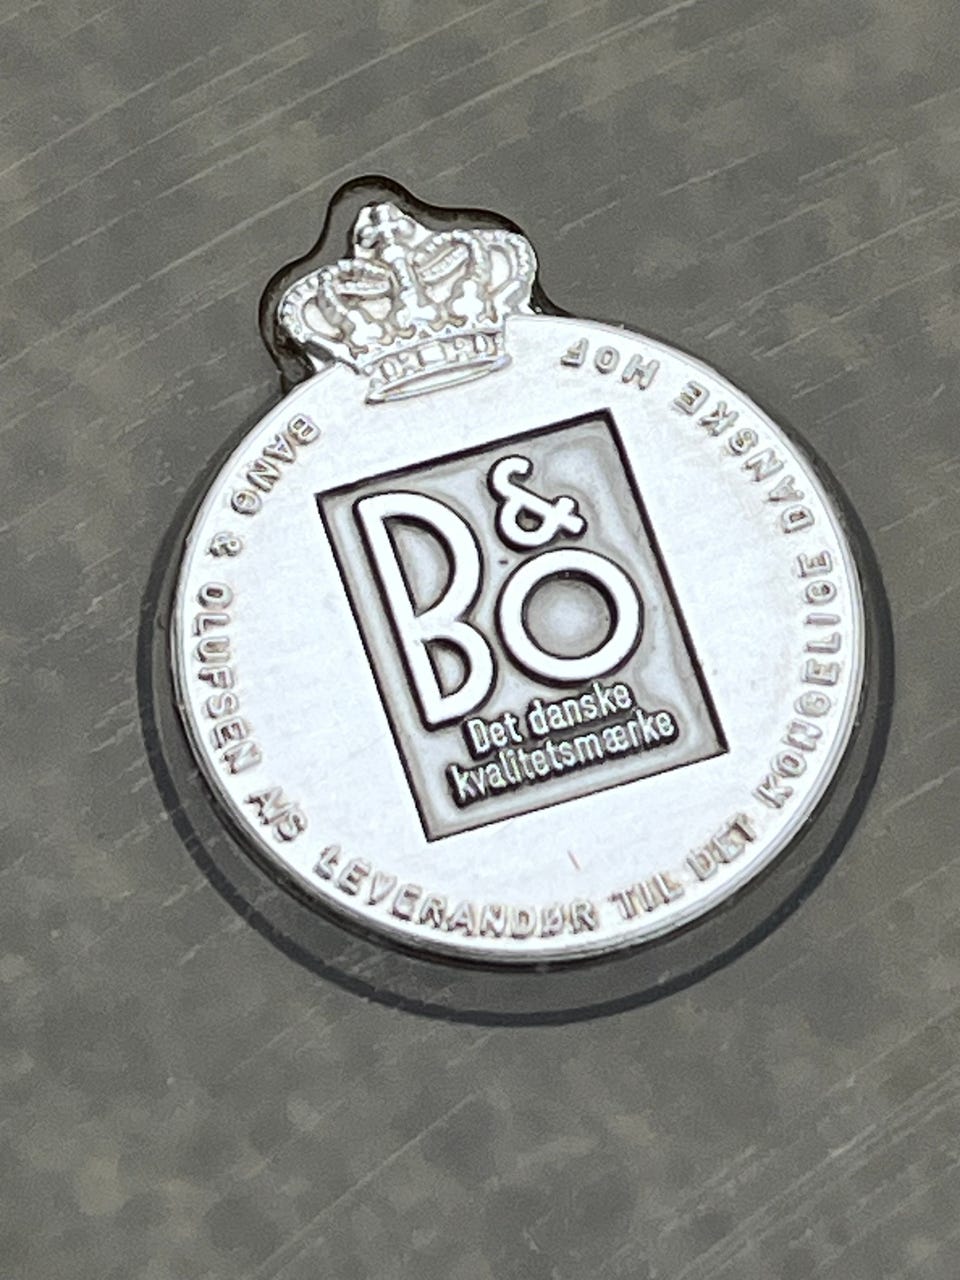 BANG & OLUFSEN A/S LEVERANDØR TIL DET KONGELIGE DANSKE HOF
B&O
Det danske
kvalitetsmærke